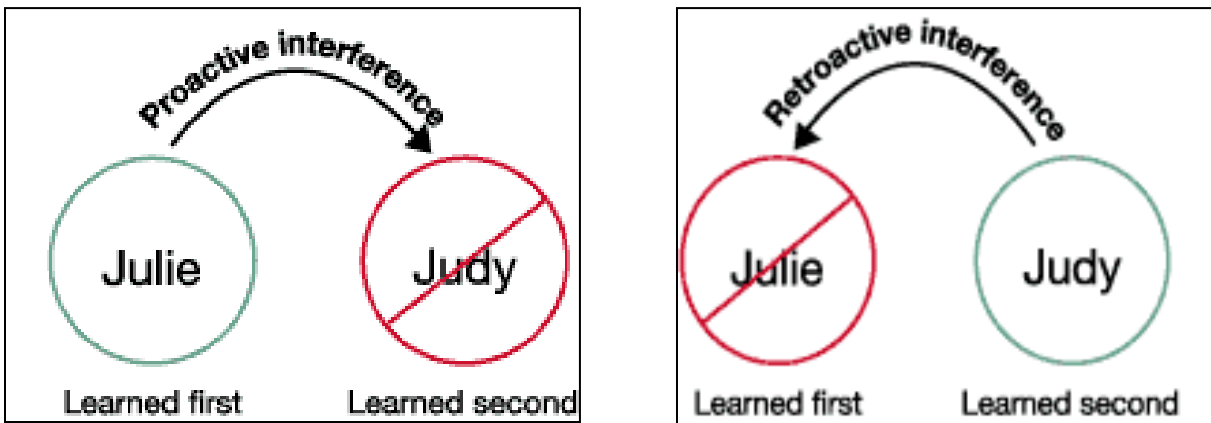 Proactive interference
Julie
Judy
Learned first
Learned second
Retroactive interference
Julie
Judy
Learned first
Learned second